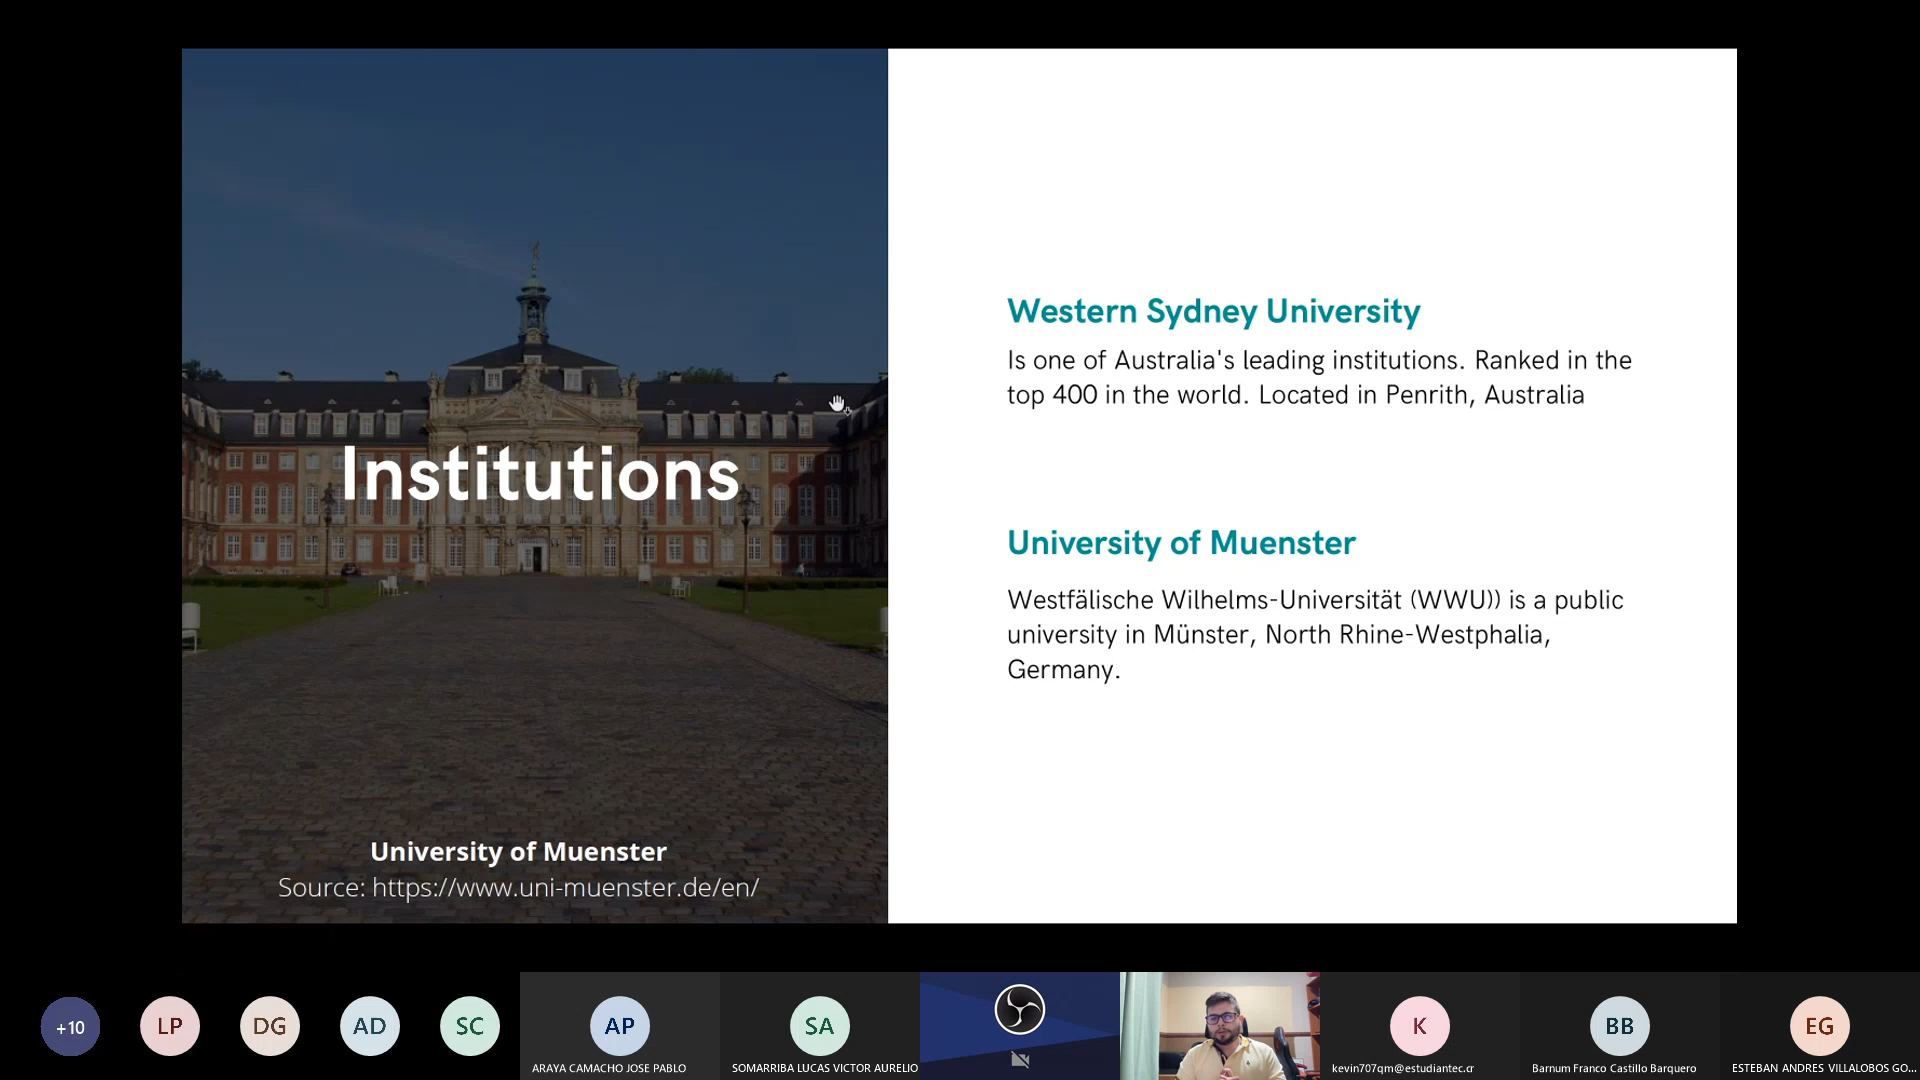 Institutions
University of Muenster
Source: https://www.uni-muenster.de/en/
Western Sydney University
Is one of Australia's leading institutions. Ranked in the
top 400 in the world. Located in Penrith, Australia
University of Muenster
Westfälische Wilhelms-Universität (WWU)) is a public
university in Münster, North Rhine-Westphalia,
Germany.
+10
LP
DG
AD
SC
AP
ARAYA CAMACHO JOSE PABLO
SA
SOMARRIBA LUCAS VICTOR AURELIO
K
kevin707qm@estudiantec.cr
BB
Barnum Franco Castillo Barquero
EG
ESTEBAN ANDRES VILLALOBOS GO...